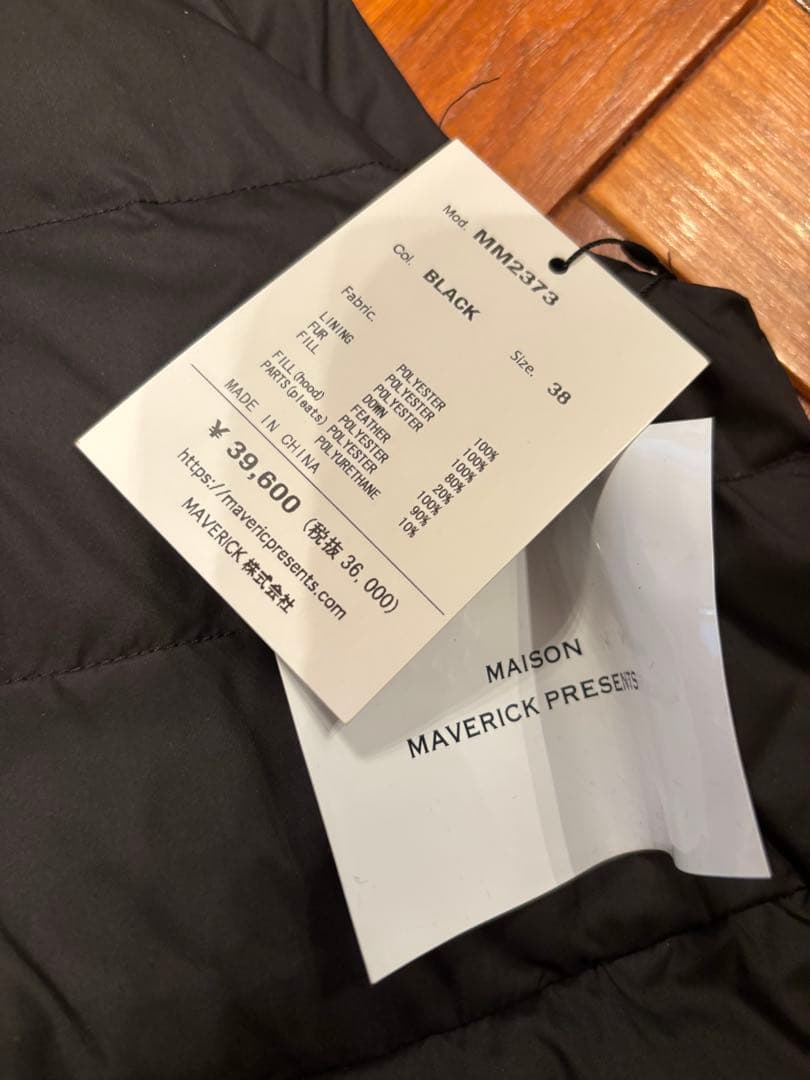 Mod. MM2373
Col. BLACK Size. 38
Fabric. POLYESTER 100%
LINING POLYESTER 100%
FUR POLYESTER 100%
FILL DOWN 80%
FEATHER 20%
FILL(hood) POLYESTER 100%
PARTS(pleats) POLYESTER 90%
POLYURETHANE 10%
MADE IN CHINA
¥ 39,600 (税抜 36,000)
https://mavericpresents.com
MAVERICK 株式会社
MAISON
MAVERICK PRESENTS